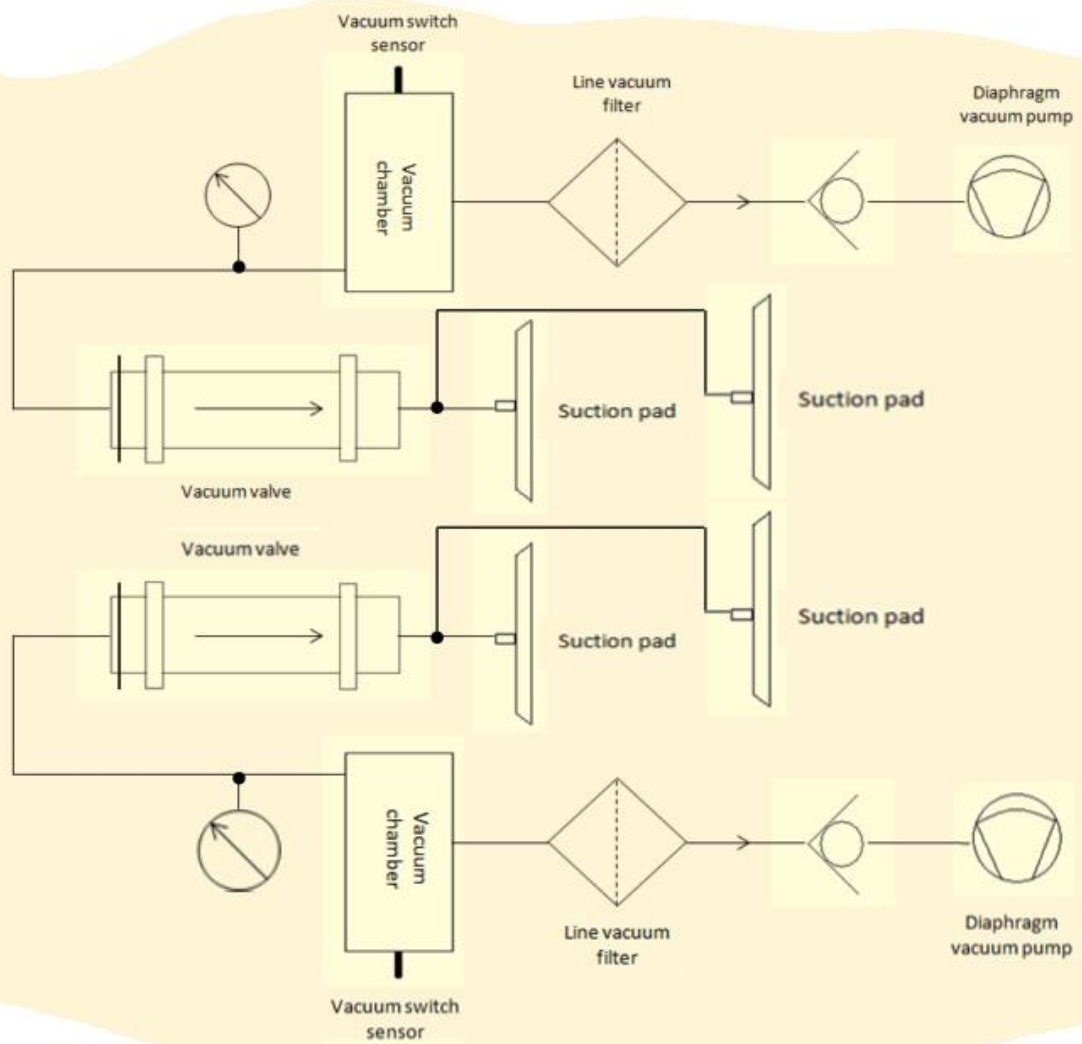 Vacuum switch
sensor
Line vacuum
filter
Diaphragm
vacuum pump
Vacuum
chamber
Suction pad
Suction pad
Vacuum valve
Vacuum valve
Suction pad
Suction pad
Vacuum
chamber
Line vacuum
filter
Diaphragm
vacuum pump
Vacuum switch
sensor